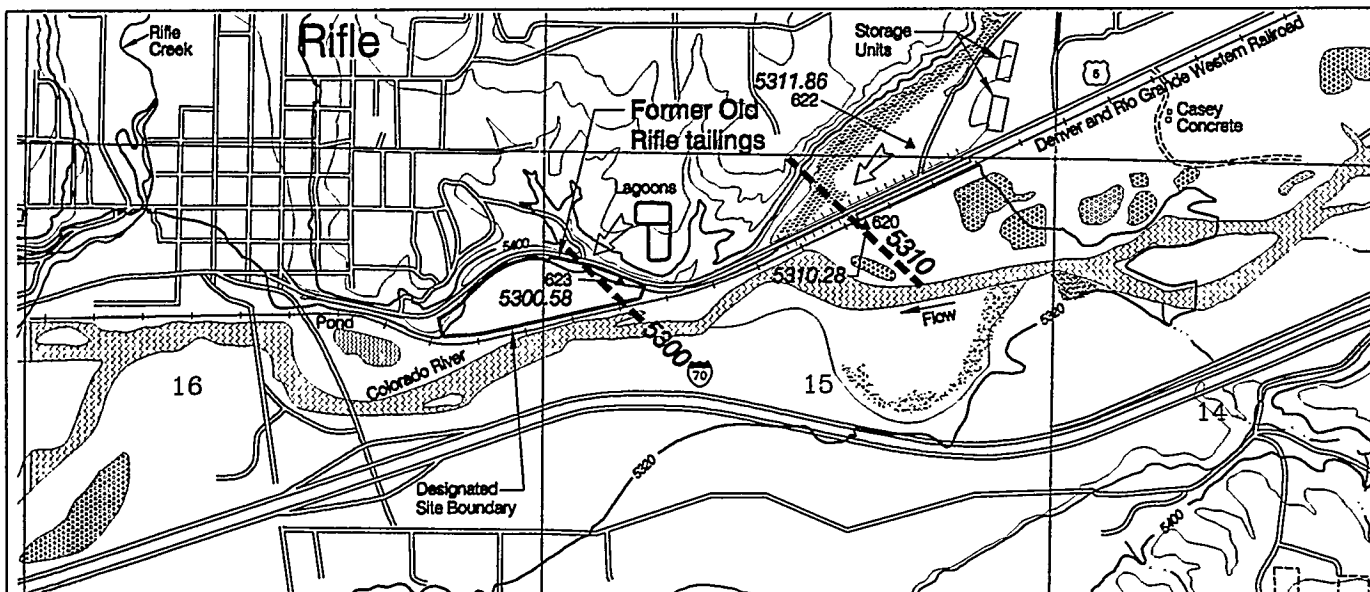 Rifle
Creek
Rifle
Storage
Units
5311.86
622
6
Denver and Rio Grande Western Railroad
Casey
Concrete
Former Old
Rifle tailings
Lagoons
5400
620
5310
5310.28
623
5300.58
5300
70
Flow
5320
Pond
Colorado River
16
15
14
5320
Designated
Site Boundary
5400